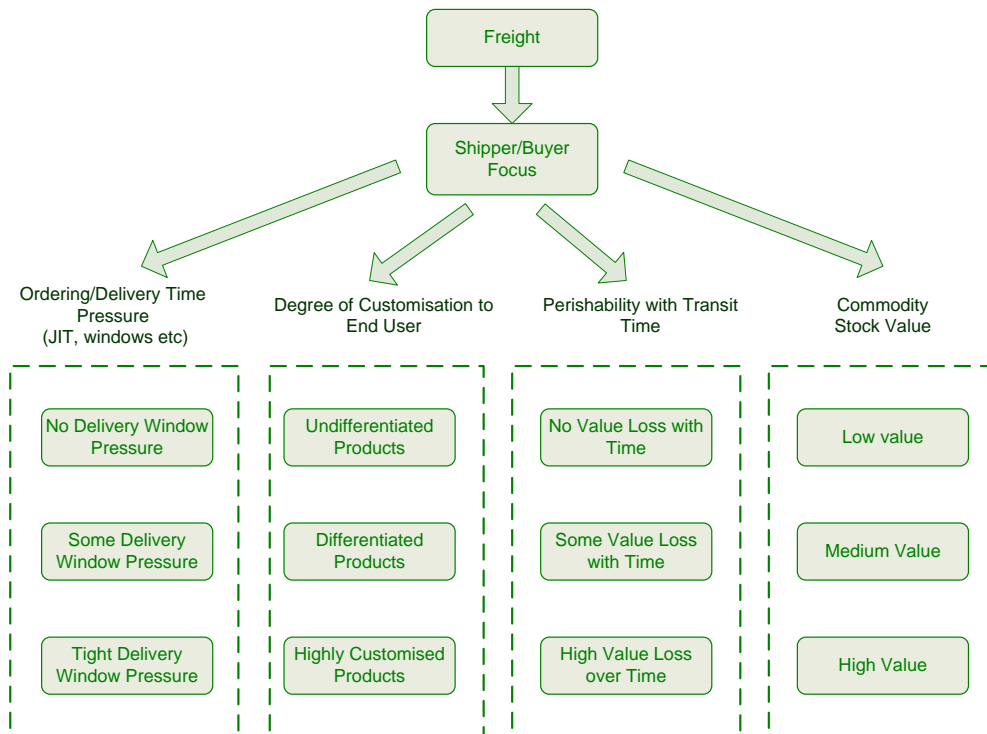 Freight
Shipper/Buyer
Focus
Ordering/Delivery Time
Pressure
(JIT, windows etc)
Degree of Customisation to
End User
Perishability with Transit
Time
Commodity
Stock Value
No Delivery Window
Pressure
Undifferentiated
Products
No Value Loss with
Time
Low value
Some Delivery
Window Pressure
Differentiated
Products
Some Value Loss
with Time
Medium Value
Tight Delivery
Window Pressure
Highly Customised
Products
High Value Loss
over Time
High Value